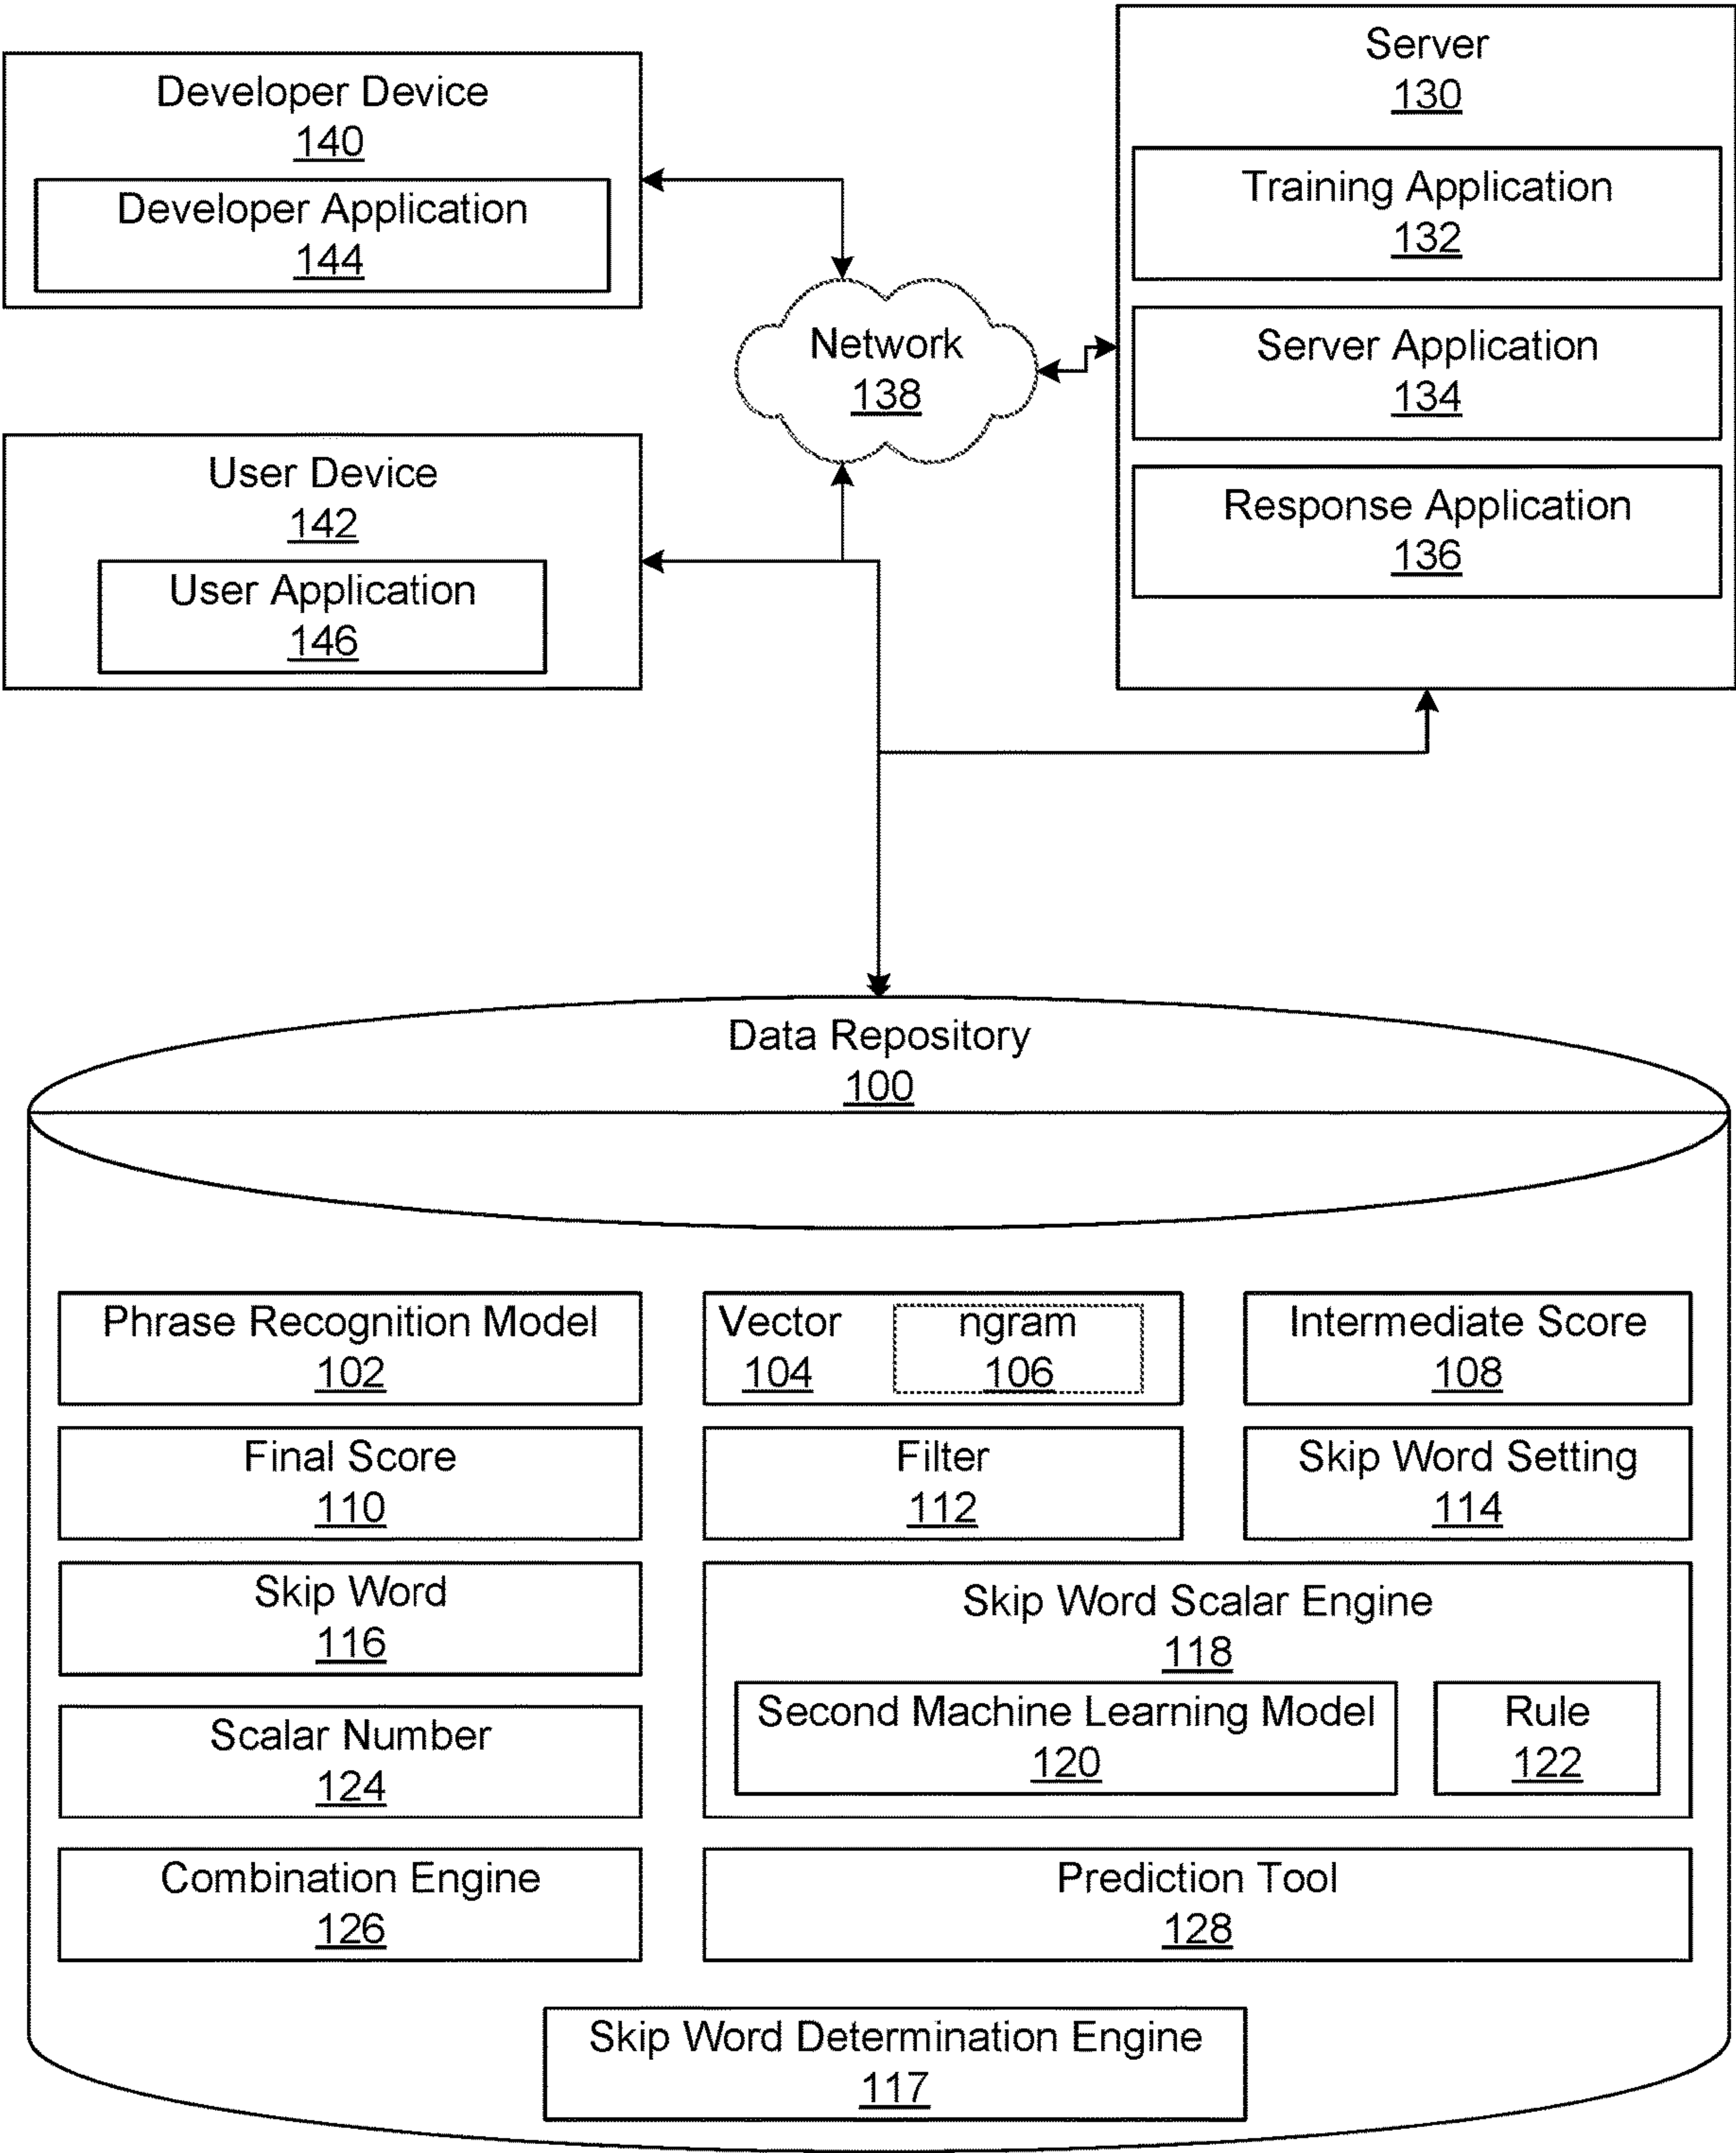 Developer Device
140
Developer Application
144
Server
130
Training Application
132
Server Application
134
Response Application
136
Network
138
User Device
142
User Application
146
Data Repository
100
Phrase Recognition Model
102
Vector
104
ngram
106
Intermediate Score
108
Final Score
110
Filter
112
Skip Word Setting
114
Skip Word
116
Skip Word Scalar Engine
118
Second Machine Learning Model
120
Rule
122
Scalar Number
124
Combination Engine
126
Prediction Tool
128
Skip Word Determination Engine
117